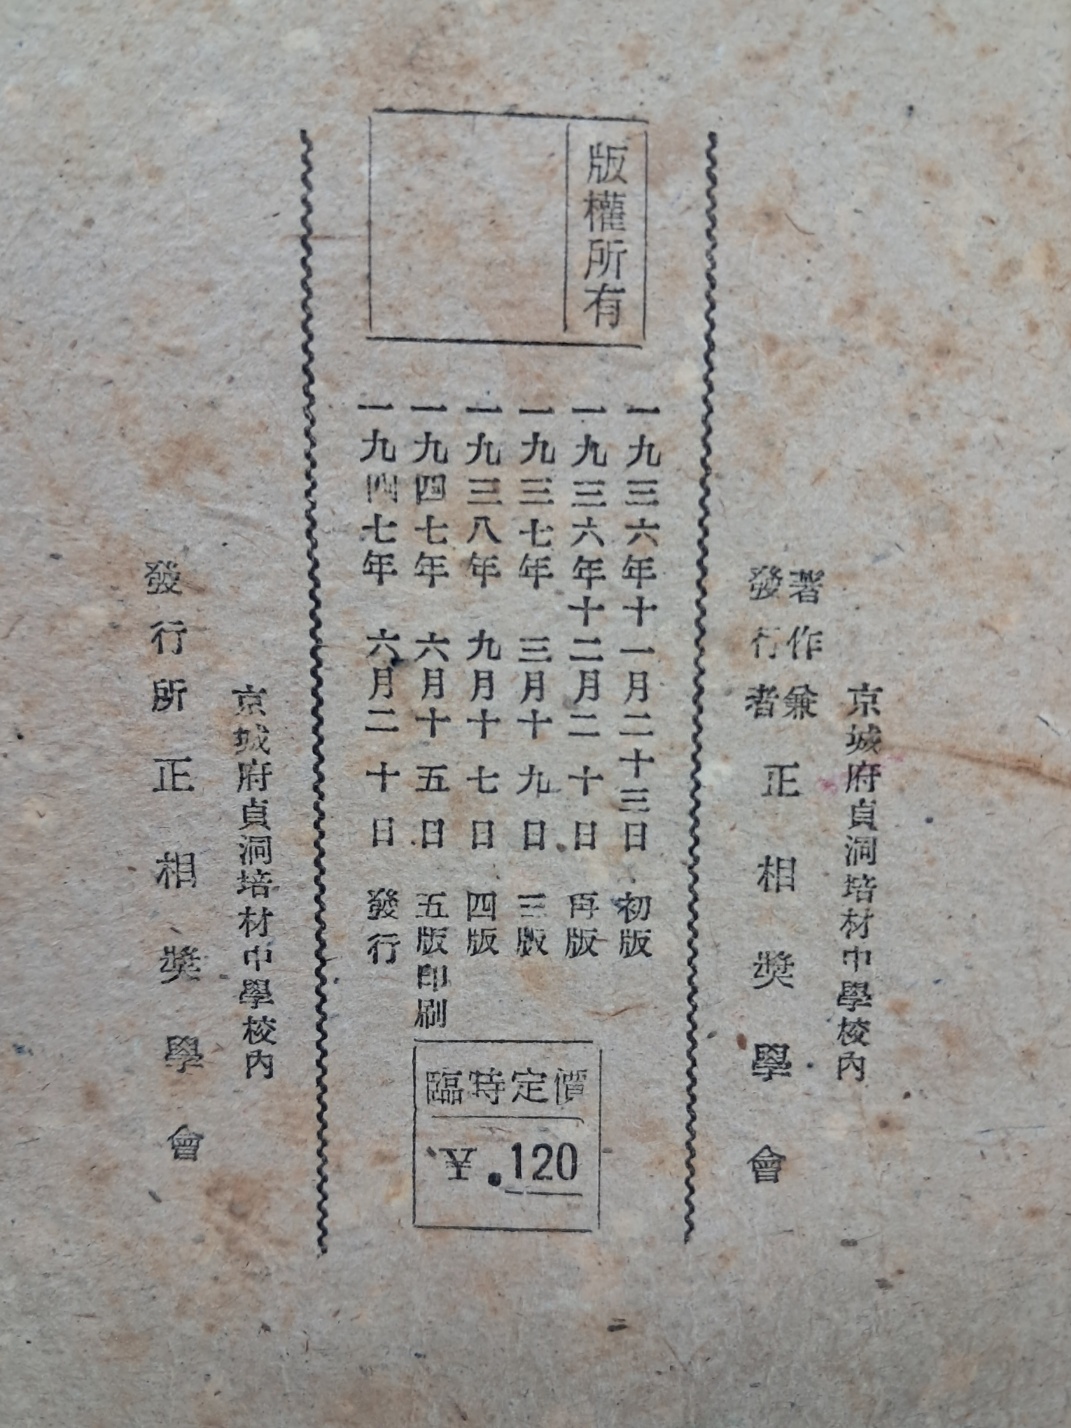 京城府貞洞培材中學校內
著作兼
發行者
正相奬學會
版權所有
一九三六年十一月二十三日 初版
一九三六年十二月二十日 再版
一九三七年 三月十九日 三版
一九三八年 九月十七日 四版
一九四七年 六月十五日 五版印刷
一九四七年 六月二十日 發行
臨時定價
¥.120
京城府貞洞培材中學校內
發行所 正相奬學會